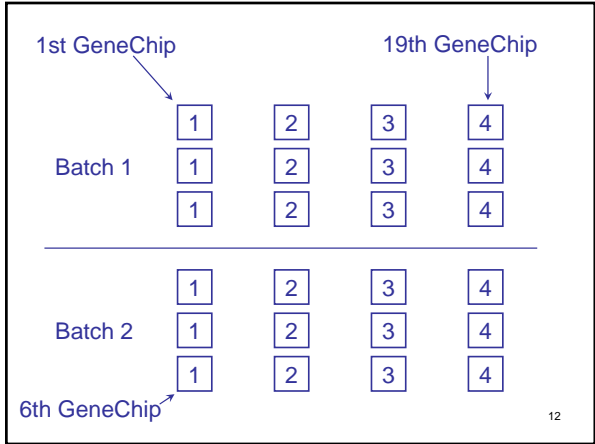 1st GeneChip 19th GeneChip
1 2 3 4
Batch 1 1 2 3 4
1 2 3 4
1 2 3 4
Batch 2 1 2 3 4
1 2 3 4
6th GeneChip
12